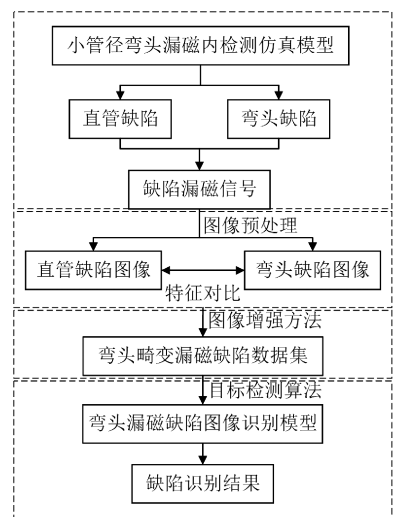 小管径弯头漏磁内检测仿真模型
直管缺陷
弯头缺陷
缺陷漏磁信号
图像预处理
直管缺陷图像
弯头缺陷图像
特征对比
图像增强方法
弯头畸变漏磁缺陷数据集
目标检测算法
弯头漏磁缺陷图像识别模型
缺陷识别结果